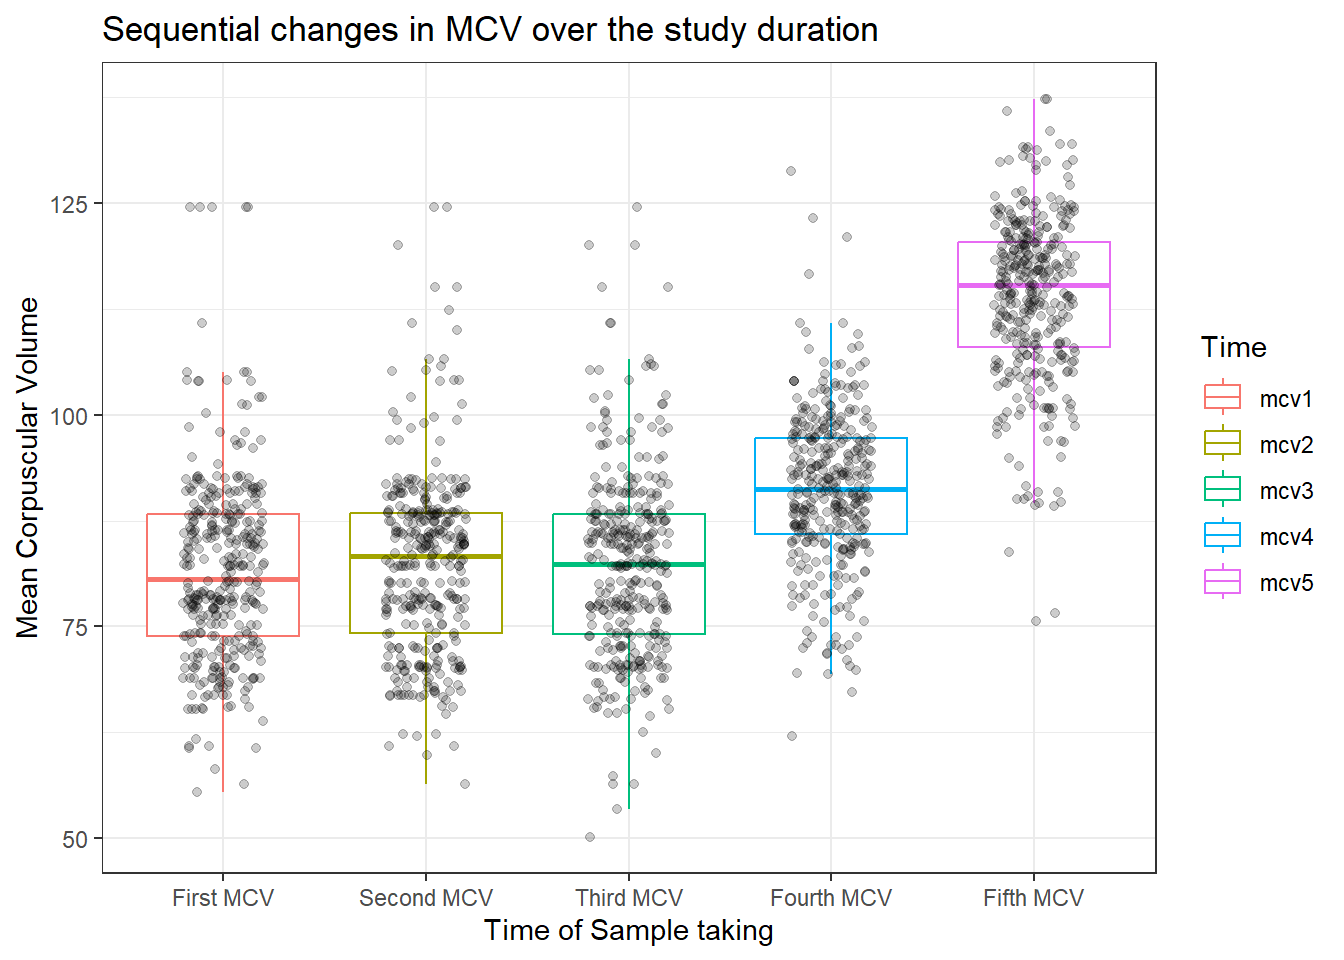 Sequential changes in MCV over the study duration
Mean Corpuscular Volume
125
100
75
50
First MCV
Second MCV
Third MCV
Fourth MCV
Fifth MCV
Time of Sample taking
Time
mcv1
mcv2
mcv3
mcv4
mcv5